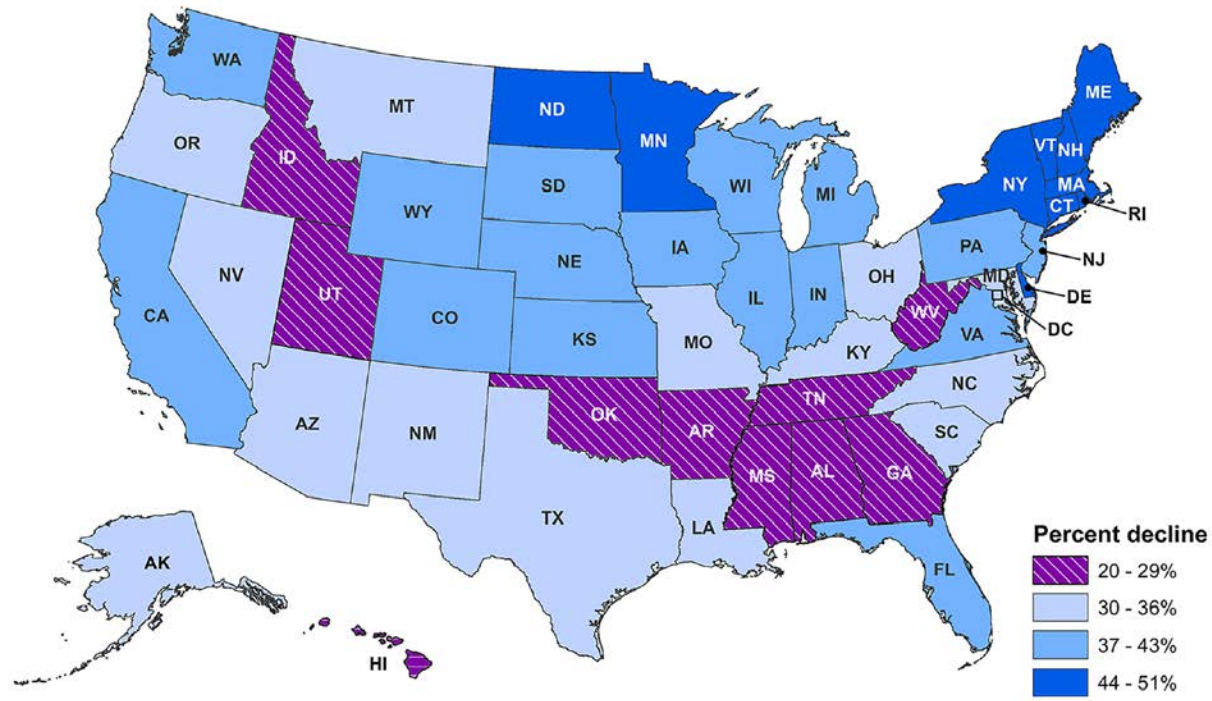 WA
MT
ND
MN
ME
OR
ID
VT
NH
SD
WI
MI
NY
MA
CT
RI
WY
IA
PA
NJ
NV
NE
OH
MD
UT
IL
IN
DE
CA
CO
WV
DC
KS
MO
KY
VA
NC
TN
AZ
NM
OK
AR
SC
MS
AL
GA
TX
LA
AK
FL
HI
Percent decline
20 - 29%
30 - 36%
37 - 43%
44 - 51%